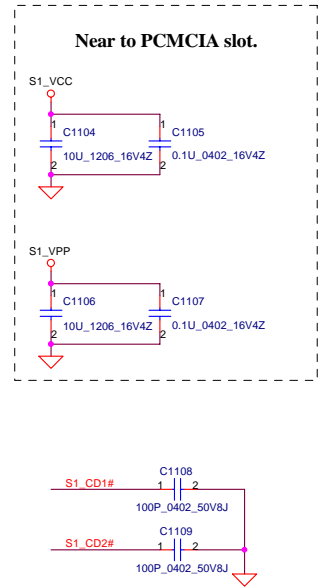 Near to PCMCIA slot.
S1_VCC
1 C1104 1 C1105
10U_1206_16V4Z 0.1U_0402_16V4Z
2 2
S1_VPP
1 C1106 1 C1107
10U_1206_16V4Z 0.1U_0402_16V4Z
2 2
C1108
S1_CD1# 1 2
100P_0402_50V8J
C1109
S1_CD2# 1 2
100P_0402_50V8J